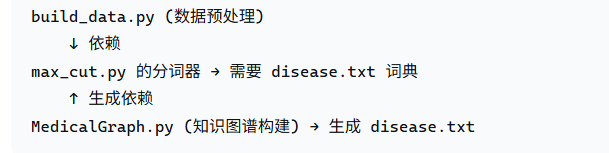 build_data.py (数据预处理)
↓ 依赖
max_cut.py 的分词器 → 需要 disease.txt 词典
↑ 生成依赖
MedicalGraph.py (知识图谱构建) → 生成 disease.txt